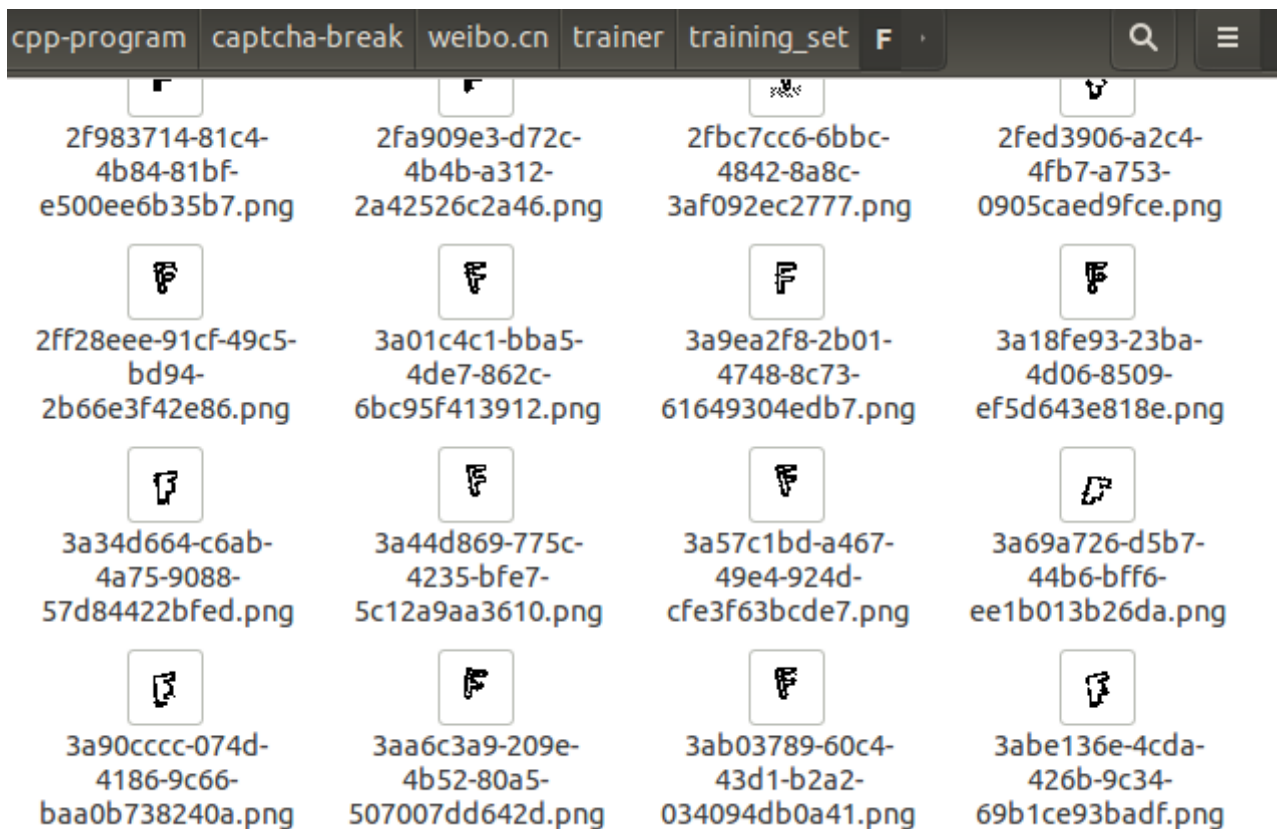 cpp-program captcha-break weibo.cn trainer training_set F
2f983714-81c4-
4b84-81bf-
e500ee6b35b7.png
2fa909e3-d72c-
4b4b-a312-
2a42526c2a46.png
2fbc7cc6-6bbc-
4842-8a8c-
3af092ec2777.png
2fed3906-a2c4-
4fb7-a753-
0905caed9fce.png
F
2ff28eee-91cf-49c5-
bd94-
2b66e3f42e86.png
F
3a01c4c1-bba5-
4de7-862c-
6bc95f413912.png
F
3a9ea2f8-2b01-
4748-8c73-
61649304edb7.png
F
3a18fe93-23ba-
4d06-8509-
ef5d643e818e.png
F
3a34d664-c6ab-
4a75-9088-
57d84422bfed.png
F
3a44d869-775c-
4235-bfe7-
5c12a9aa3610.png
F
3a57c1bd-a467-
49e4-924d-
cfe3f63bcde7.png
F
3a69a726-d5b7-
44b6-bff6-
ee1b013b26da.png
F
3a90cccc-074d-
4186-9c66-
baa0b738240a.png
F
3aa6c3a9-209e-
4b52-80a5-
507007dd642d.png
F
3ab03789-60c4-
43d1-b2a2-
034094db0a41.png
F
3abe136e-4cda-
426b-9c34-
69b1ce93badf.png